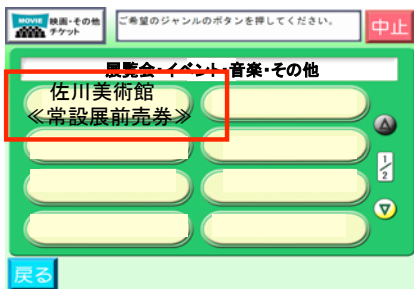 MOVIE 映画・その他
チケット
ご希望のジャンルのボタンを押してください。
中止
展覧会・イベント・音楽・その他
佐川美術館
≪常設展前売券≫
1
2
戻る